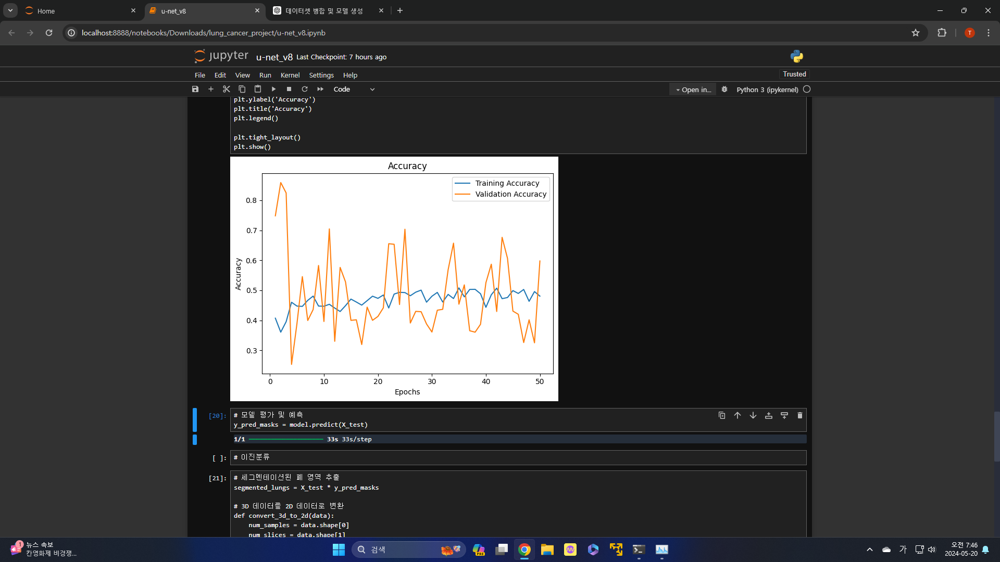 Home
u-net_v8
데이터셋 병합 및 모델 생성
localhost:8888/notebooks/Downloads/lung_cancer_project/u-net_v8.ipynb
T
jupyter
u-net_v8 Last Checkpoint: 7 hours ago
File Edit View Run Kernel Settings Help
Trusted
Code
Open in...
Python 3 (ipykernel)
plt.ylabel('Accuracy')
plt.title('Accuracy')
plt.legend()
plt.tight_layout()
plt.show()
Accuracy
Training Accuracy
Validation Accuracy
0.8
0.7
0.6
0.5
0.4
0.3
Accuracy
0 10 20 30 40 50
Epochs
[20]:
# 모델 평가 및 예측
y_pred_masks = model.predict(X_test)
1/1 33s 33s/step
[ ]:
# 이진분류
[21]:
# 세그멘테이션된 폐 영역 추출
segmented_lungs = X_test * y_pred_masks
# 3D 데이터를 2D 데이터로 변환
def convert_3d_to_2d(data):
num_samples = data.shape[0]
num_slices = data.shape[1]
1
뉴스 속보
칸영화제 비경쟁...
검색
PRE
가
오전 7:46
2024-05-20